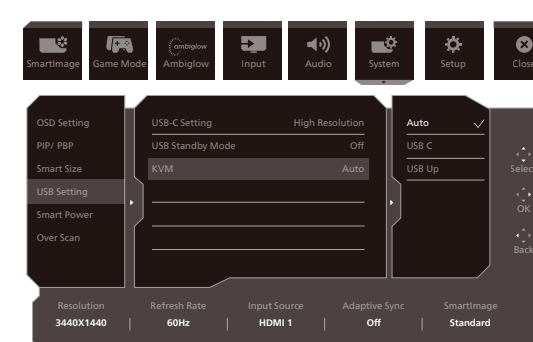 SmartImage Game Mode Ambiglow Input Audio System Setup Close
ambiglow
OSD Setting
PIP/ PBP
Smart Size
USB Setting
Smart Power
Over Scan
USB-C Setting High Resolution
USB Standby Mode Off
KVM Auto
Auto
USB C
USB Up
Select
OK
Back
Resolution Refresh Rate Input Source Adaptive Sync SmartImage
3440X1440 | 60Hz | HDMI 1 | Off | Standard